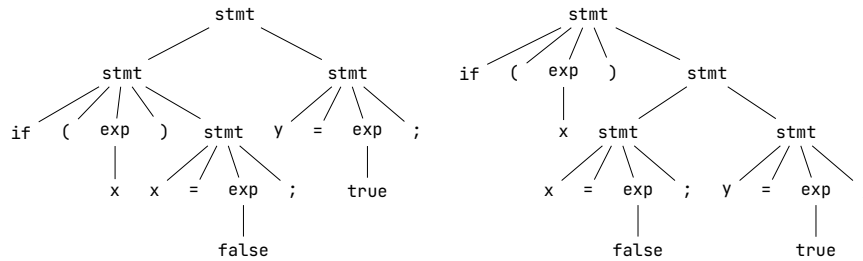 stmt stmt
stmt stmt if ( exp ) stmt
if ( exp ) stmt y = exp ; x stmt stmt
x x = exp ; true x = exp ; y = exp
false false true